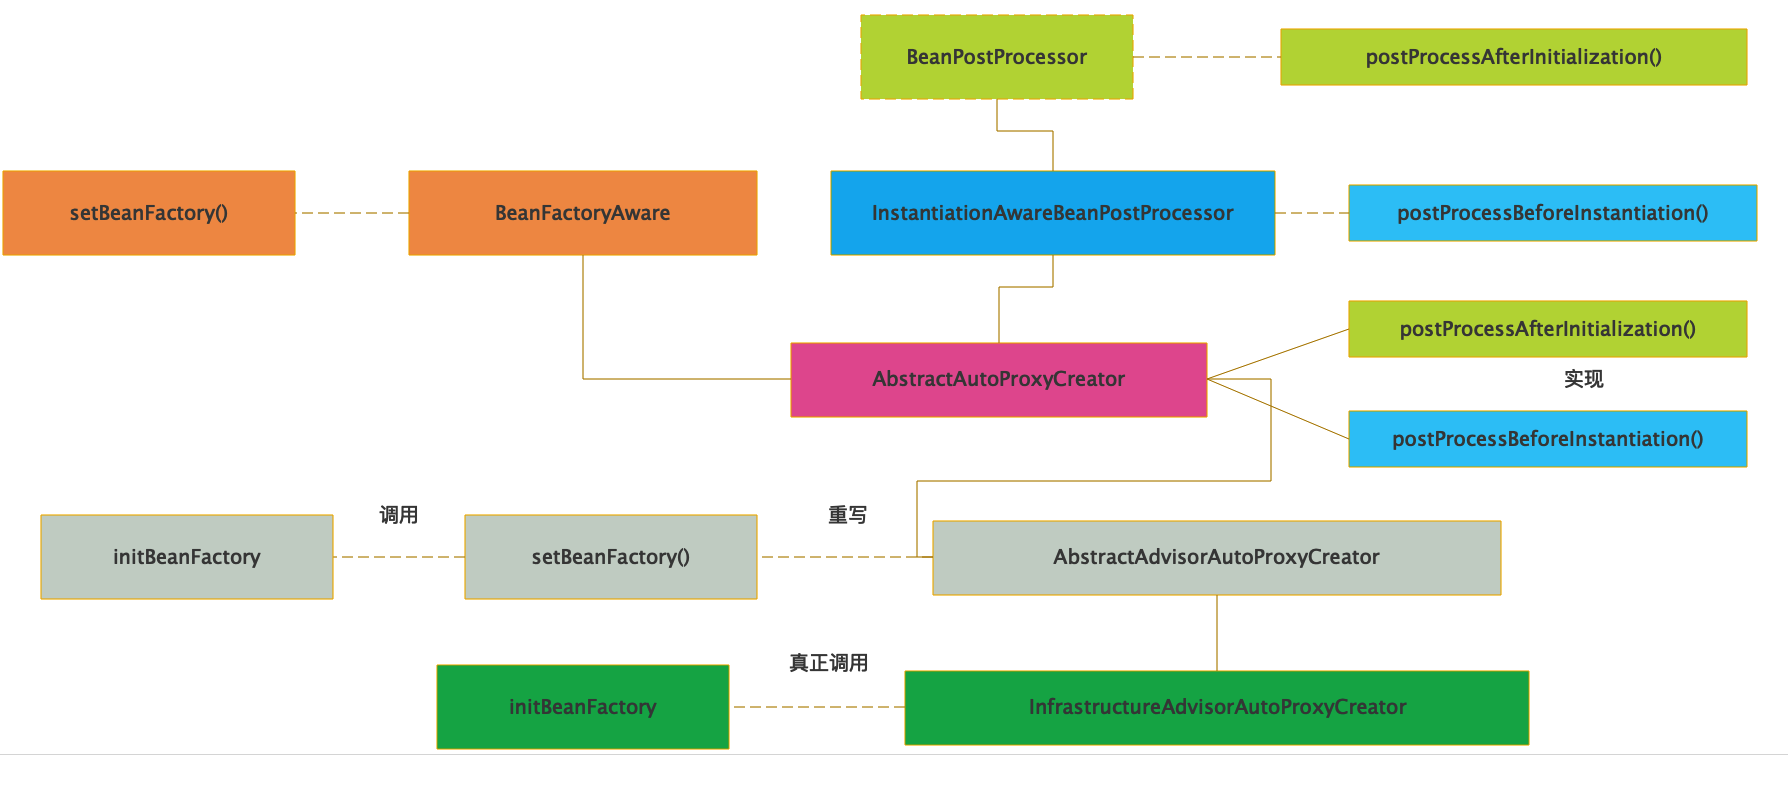 BeanPostProcessor
postProcessAfterInitialization()
setBeanFactory()
BeanFactoryAware
InstantiationAwareBeanPostProcessor
postProcessBeforeInstantiation()
postProcessAfterInitialization()
AbstractAutoProxyCreator
实现
postProcessBeforeInstantiation()
调用
重写
initBeanFactory
setBeanFactory()
AbstractAdvisorAutoProxyCreator
真正调用
initBeanFactory
InfrastructureAdvisorAutoProxyCreator